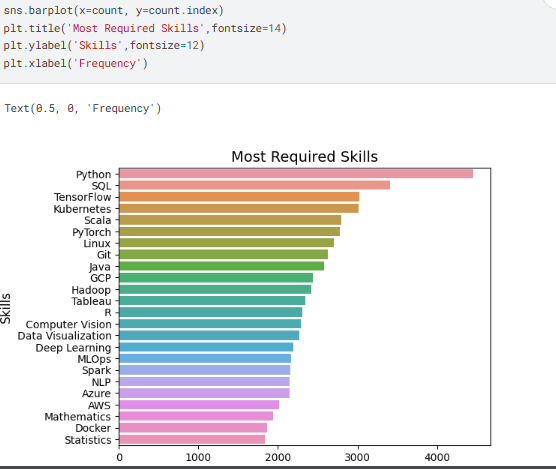 sns.barplot(x=count, y=count.index)
plt.title('Most Required Skills',fontsize=14)
plt.ylabel('Skills',fontsize=12)
plt.xlabel('Frequency')
Text(0.5, 0, 'Frequency')
Most Required Skills
Skills
Python
SQL
TensorFlow
Kubernetes
Scala
PyTorch
Linux
Git
Java
GCP
Hadoop
Tableau
R
Computer Vision
Data Visualization
Deep Learning
MLOps
Spark
NLP
Azure
AWS
Mathematics
Docker
Statistics
0 1000 2000 3000 4000